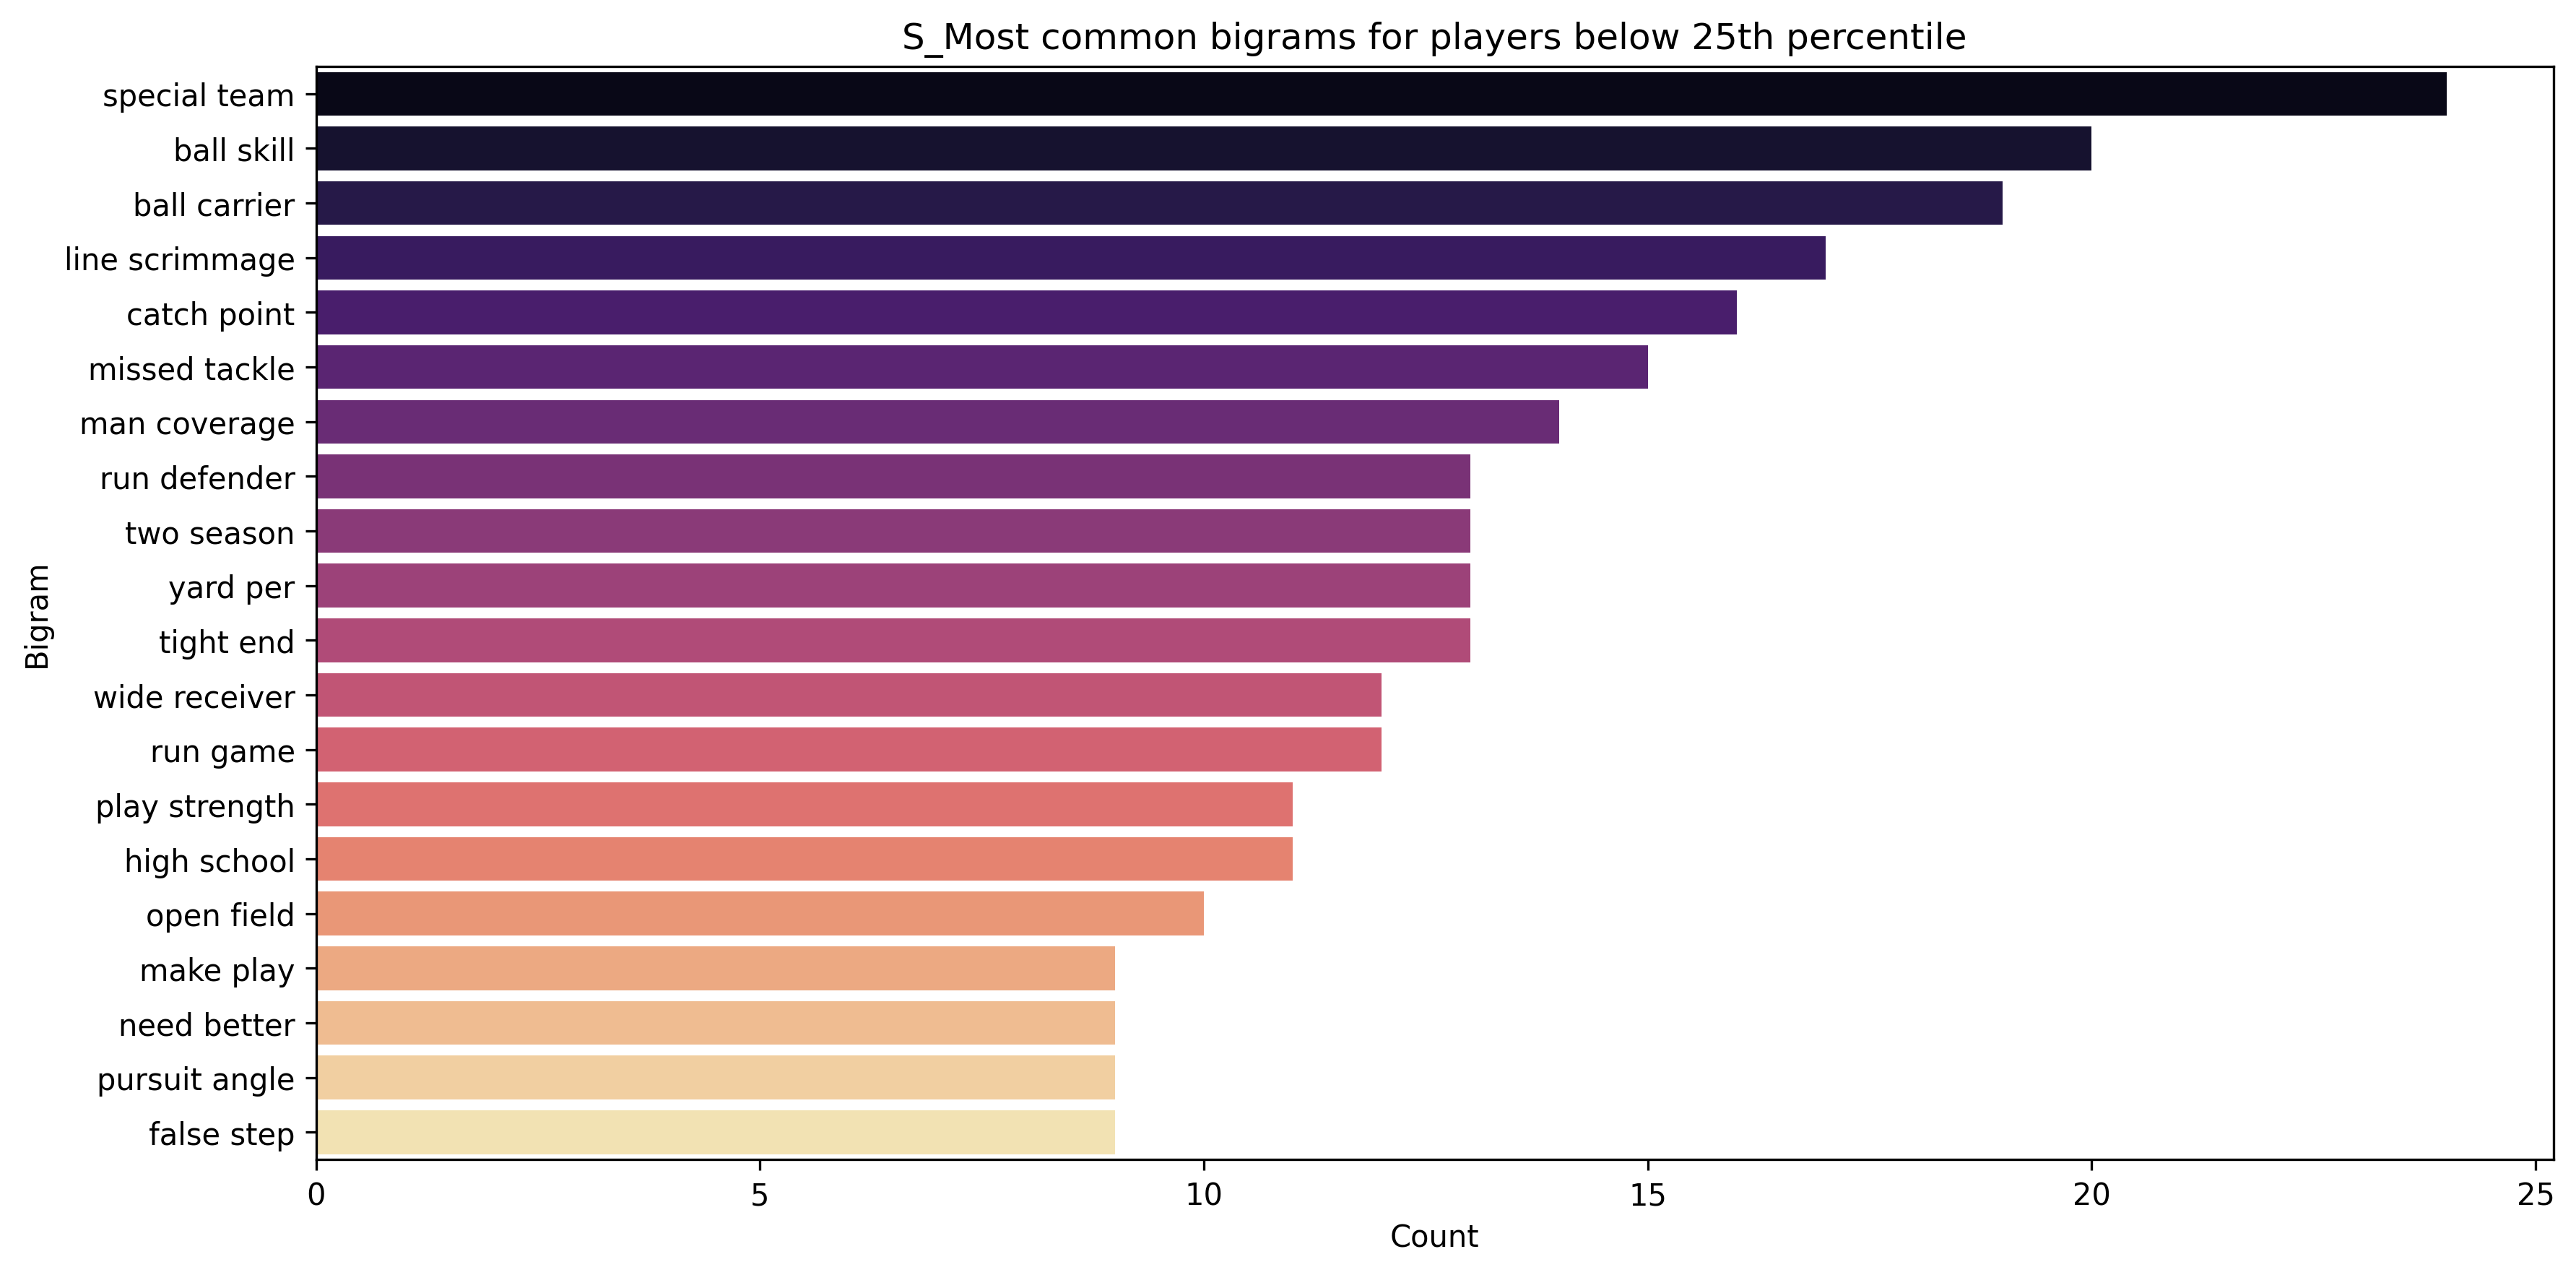 S_Most common bigrams for players below 25th percentile
special team
ball skill
ball carrier
line scrimmage
catch point
missed tackle
man coverage
run defender
two season
yard per
tight end
wide receiver
run game
play strength
high school
open field
make play
need better
pursuit angle
false step
Bigram
0 5 10 15 20 25
Count